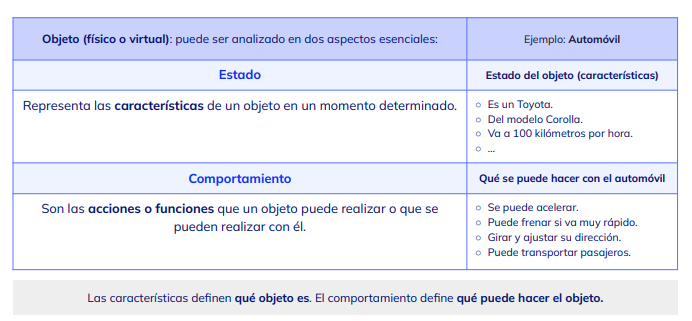 Objeto (físico o virtual): puede ser analizado en dos aspectos esenciales:
Ejemplo: Automóvil
Estado
Estado del objeto (características)
Representa las características de un objeto en un momento determinado.
Es un Toyota.
Del modelo Corolla.
Va a 100 kilómetros por hora.
...
Comportamiento
Qué se puede hacer con el automóvil
Son las acciones o funciones que un objeto puede realizar o que se
pueden realizar con él.
Se puede acelerar.
Puede frenar si va muy rápido.
Girar y ajustar su dirección.
Puede transportar pasajeros.
Las características definen qué objeto es. El comportamiento define qué puede hacer el objeto.